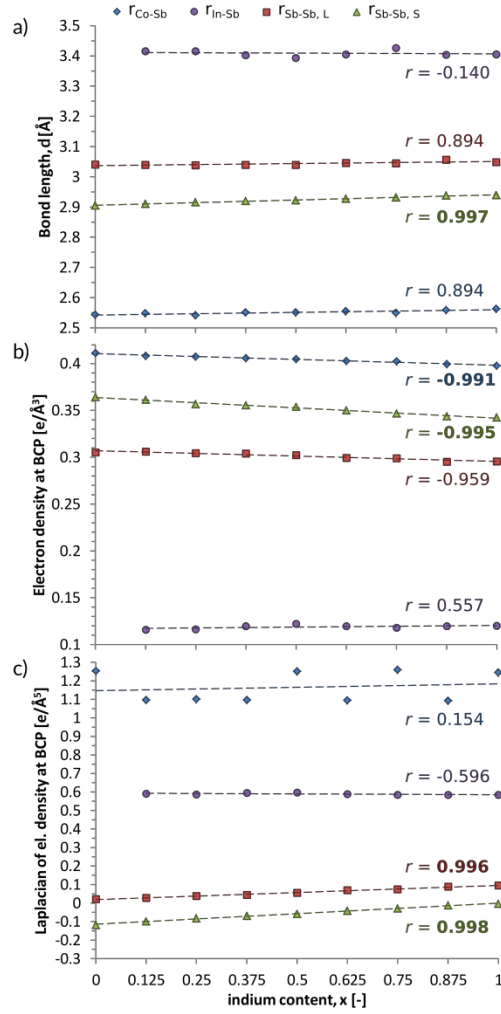 r_Co-Sb r_In-Sb r_Sb-Sb, L r_Sb-Sb, S
a)
Bond length, d [Å]
3.5
3.4
3.3
3.2
3.1
3
2.9
2.8
2.7
2.6
2.5
r = -0.140
r = 0.894
r = 0.997
r = 0.894
b)
Electron density at BCP [e/Å³]
0.4
0.35
0.3
0.25
0.2
0.15
0.1
r = -0.991
r = -0.995
r = -0.959
r = 0.557
c)
Laplacian of el. density at BCP [e/Å⁵]
1.3
1.2
1.1
1
0.9
0.8
0.7
0.6
0.5
0.4
0.3
0.2
0.1
0
-0.1
-0.2
-0.3
r = 0.154
r = -0.596
r = 0.996
r = 0.998
0 0.125 0.25 0.375 0.5 0.625 0.75 0.875 1
indium content, x [-]